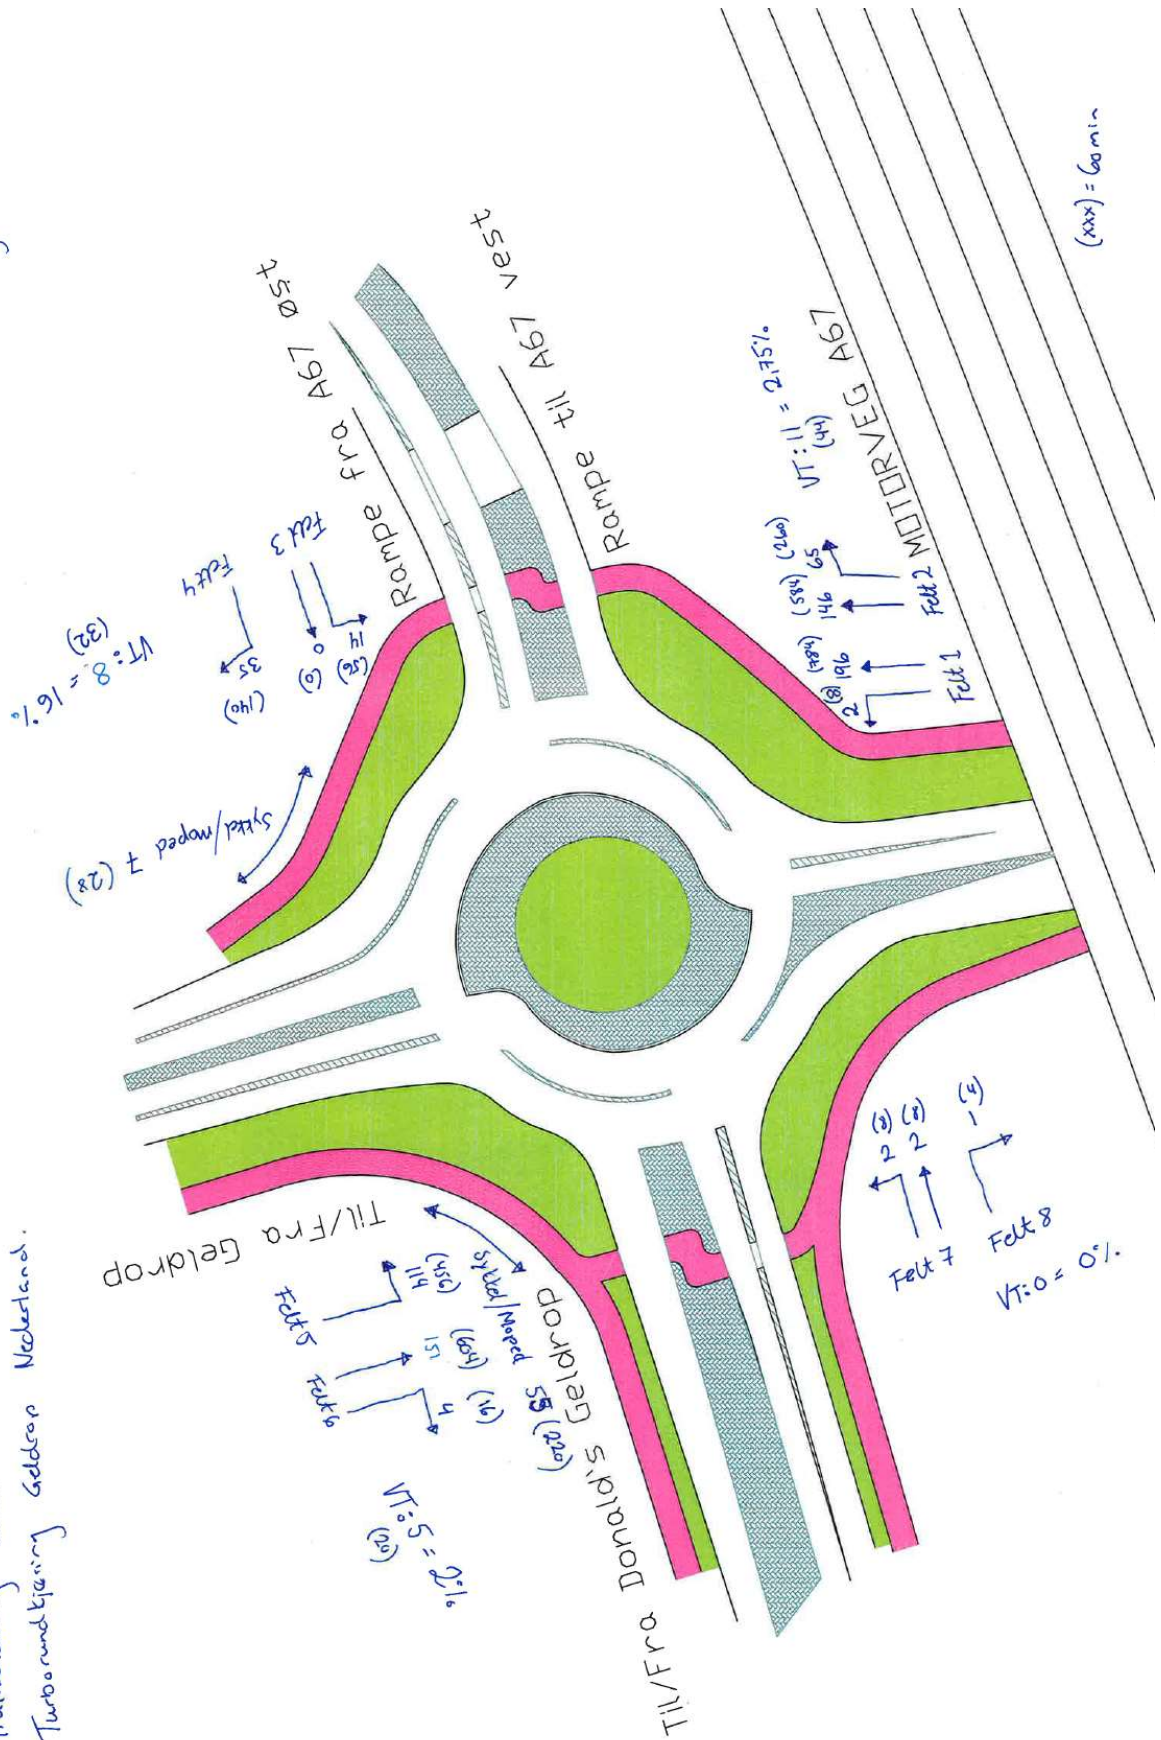 Turborundkjøring Geldrop Nederland.
Rampe fra A67 øst
Rampe til A67 vest
MOTORVEG A67
Til/Fra Geldrop
Til/Fra Donald's Geldrop
(xxx) = 60min
VT: 8 = 16%
(32)
Felt 4
35
(140)
Felt 3
0 (0)
14
(56)
Sykkel/moped 7 (28)
VT: 11 = 2,75%
(44)
Felt 1
2 (8)
196
(784)
Felt 2
146
(584)
65
(260)
Felt 5
114
(456)
Felt 6
151
(604)
4
(16)
VT: 5 = 2%
(20)
Sykkel/Moped 55 (220)
Felt 7
2 (8)
2 (8)
Felt 8
1 (4)
VT: 0 = 0%